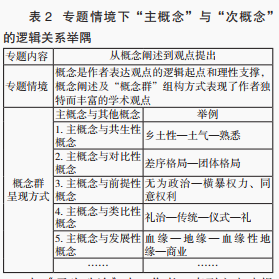 表 2 专题情境下“主概念”与“次概念”
的逻辑关系举隅
专题内容 从概念阐述到观点提出
专题情境 概念是作者表达观点的逻辑起点和理性支撑，
概念阐述及“概念群”组构方式表现了作者独
特而丰富的学术观点
概念群
呈现方式
主概念与其他概念 举例
1. 主概念与共生性
概念
乡土性—土气—熟悉
2. 主概念与对比性
概念
差序格局—团体格局
3. 主概念与前提性
概念
无为政治—横暴权力、同
意权利
4. 主概念与类比性
概念
礼治—传统—仪式—礼
5. 主概念与发展性
概念
血缘—地缘—血缘性地
缘—商业
…… ……